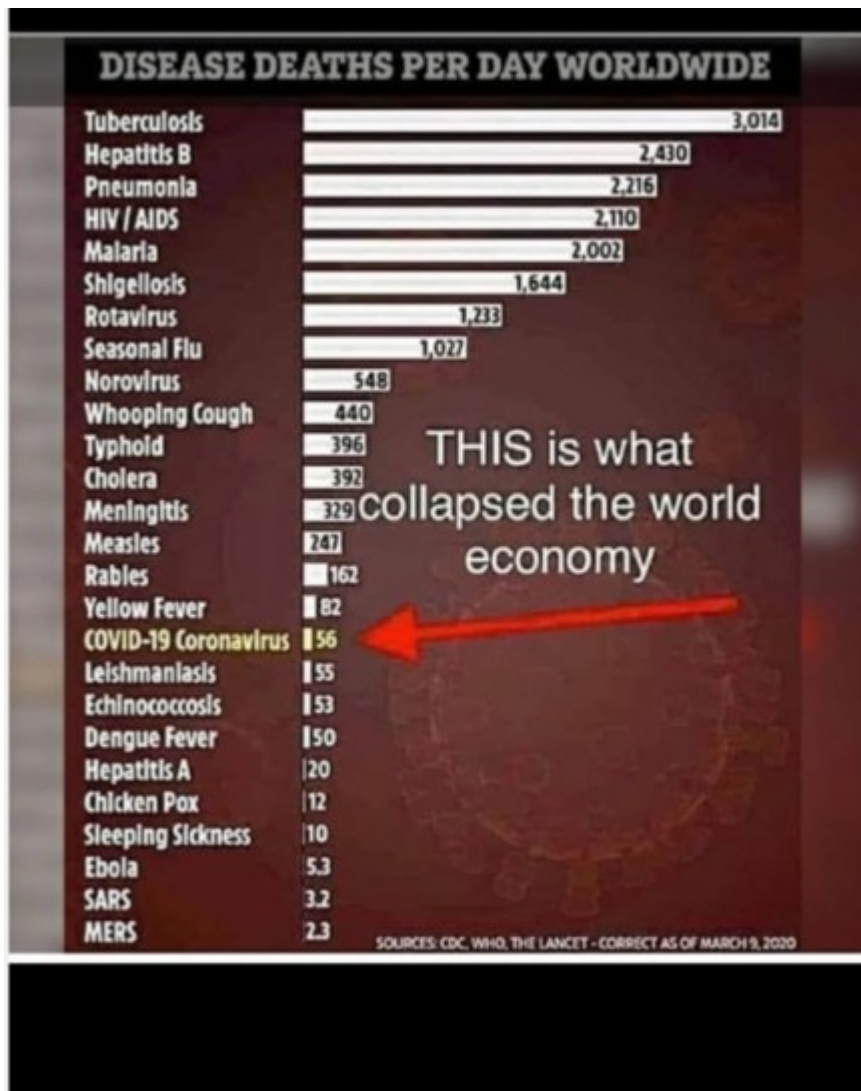 DISEASE DEATHS PER DAY WORLDWIDE
Tuberculosis 3,014
Hepatitis B 2,430
Pneumonia 2,216
HIV / AIDS 2,110
Malaria 2,002
Shigellosis 1,644
Rotavirus 1,233
Seasonal Flu 1,027
Norovirus 548
Whooping Cough 440
Typhoid 396
Cholera 392
Meningitis 329
Measles 247
Rabies 162
Yellow Fever 82
COVID-19 Coronavirus 56
Leishmaniasis 55
Echinococcosis 53
Dengue Fever 50
Hepatitis A 20
Chicken Pox 12
Sleeping Sickness 10
Ebola 5.3
SARS 3.2
MERS 2.3
THIS is what
collapsed the world
economy
SOURCES: CDC, WHO, THE LANCET - CORRECT AS OF MARCH 9, 2020